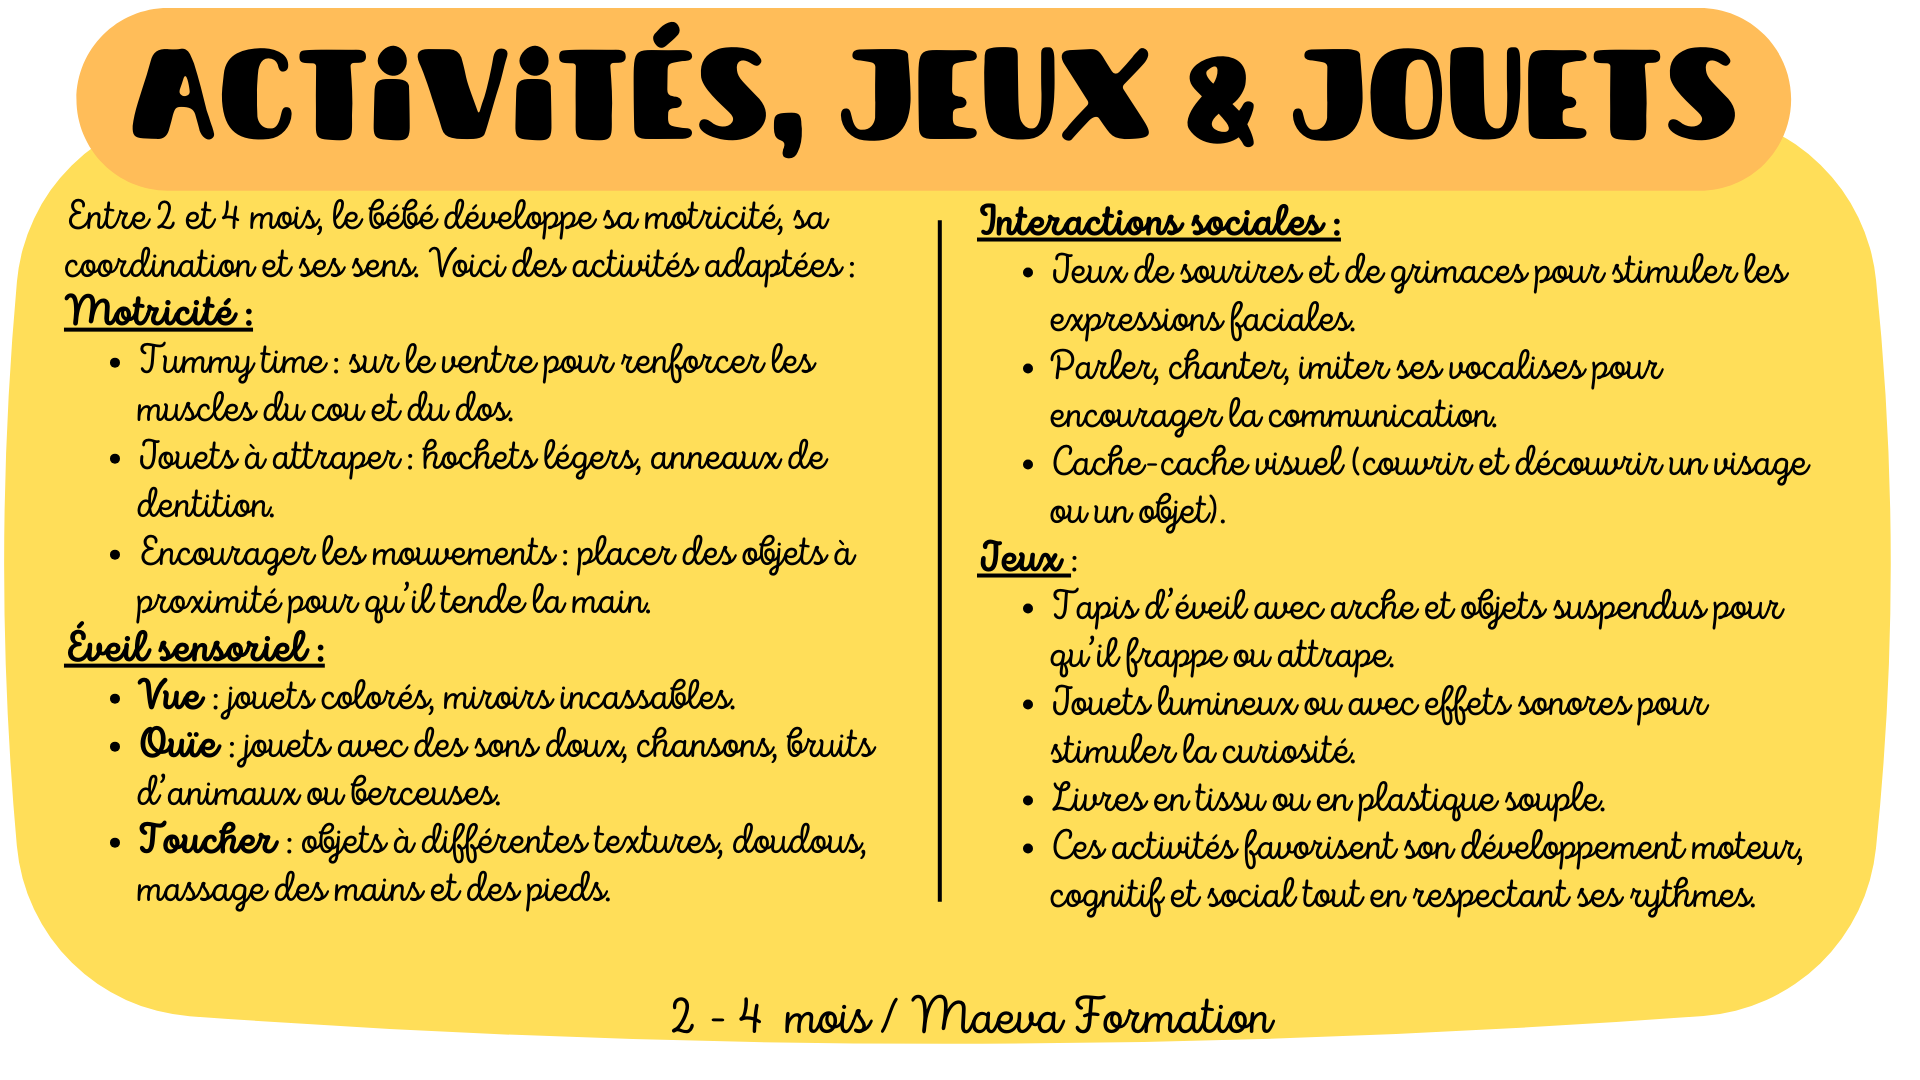 ACTiViTÉS, JEUX & JOUETS
Entre 2 et 4 mois, le bébé développe sa motricité, sa
coordination et ses sens. Voici des activités adaptées :
Motricité :
• Tummy time : sur le ventre pour renforcer les
muscles du cou et du dos.
• Jouets à attraper : hochets légers, anneaux de
dentition.
• Encourager les mouvements : placer des objets à
proximité pour qu'il tende la main.
Éveil sensoriel :
• Vue : jouets colorés, miroirs incassables.
• Ouïe : jouets avec des sons doux, chansons, bruits
d'animaux ou berceuses.
• Toucher : objets à différentes textures, doudous,
massage des mains et des pieds.
Interactions sociales :
• Jeux de sourires et de grimaces pour stimuler les
expressions faciales.
• Parler, chanter, imiter ses vocalises pour
encourager la communication.
• Cache-cache visuel (couvrir et découvrir un visage
ou un objet).
Jeux :
• Tapis d'éveil avec arche et objets suspendus pour
qu'il frappe ou attrape.
• Jouets lumineux ou avec effets sonores pour
stimuler la curiosité.
• Livres en tissu ou en plastique souple.
• Ces activités favorisent son développement moteur,
cognitif et social tout en respectant ses rythmes.
2 - 4 mois / Maeva Formation